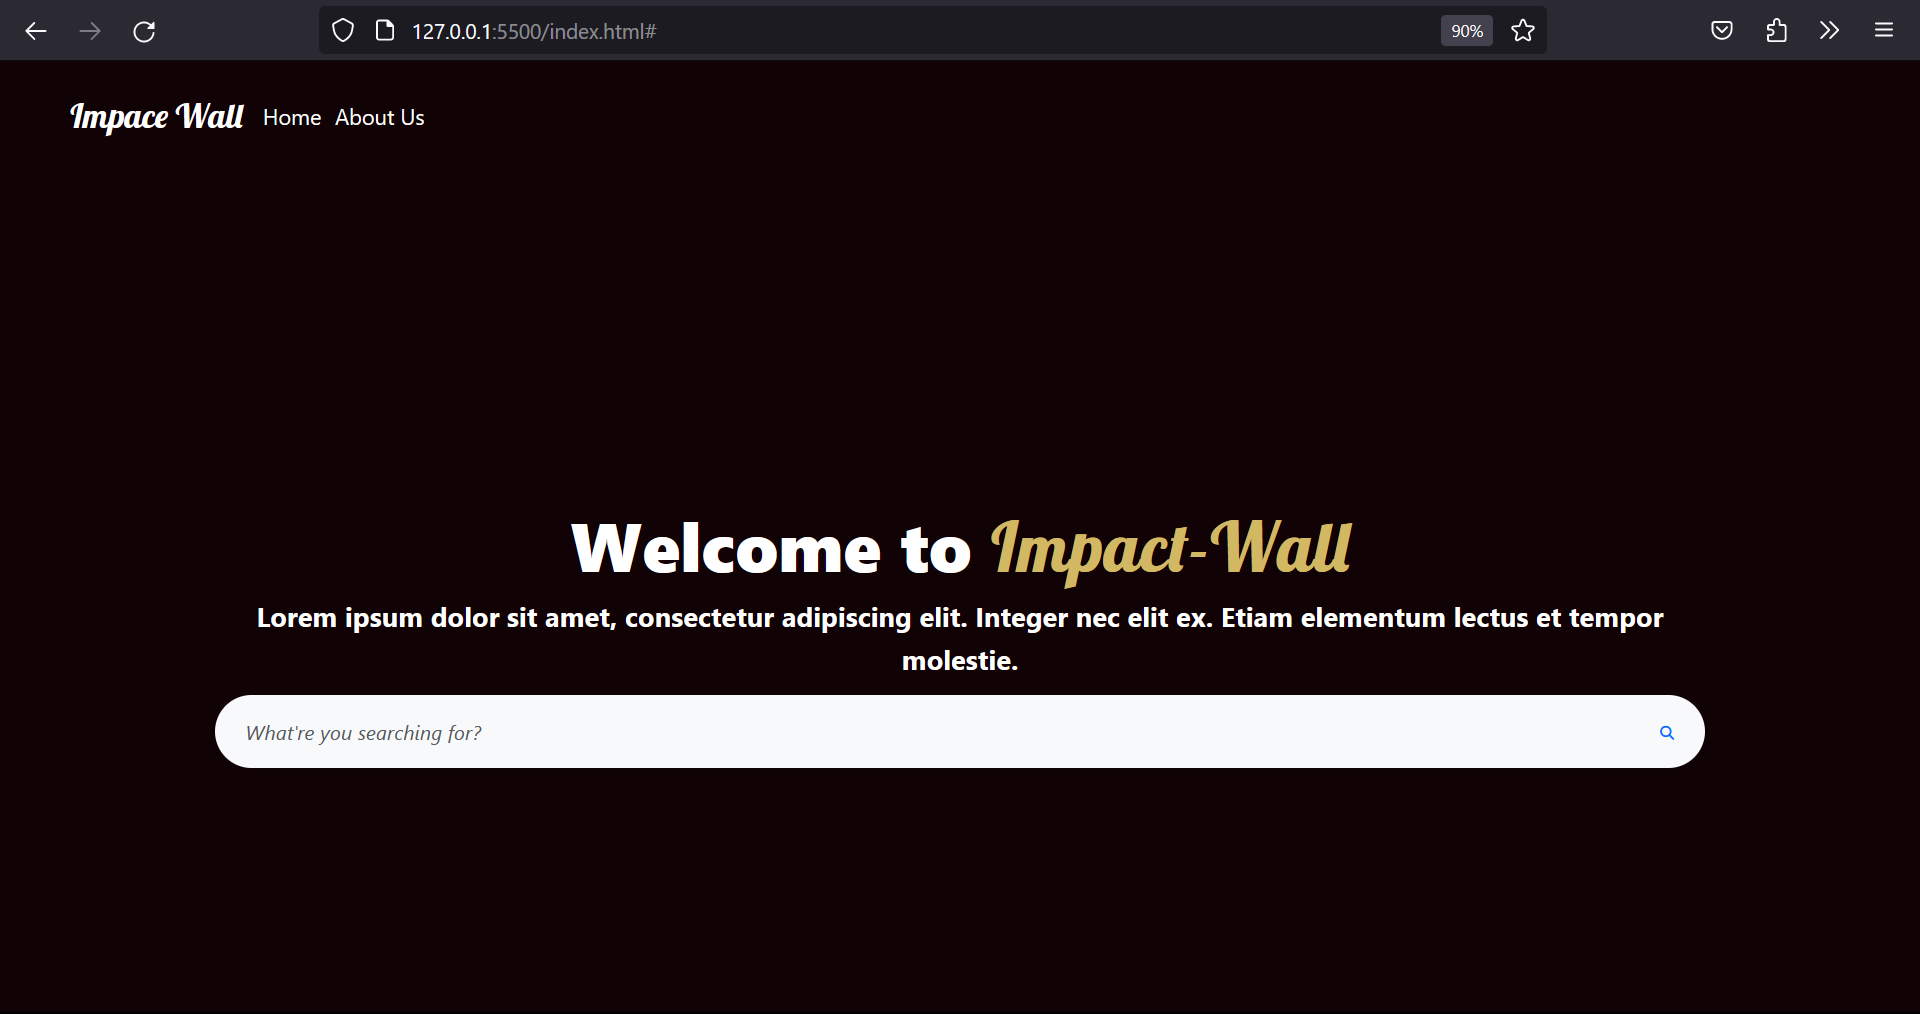 127.0.0.1:5500/index.html#
90%
Impace Wall Home About Us
Welcome to Impact-Wall
Lorem ipsum dolor sit amet, consectetur adipiscing elit. Integer nec elit ex. Etiam elementum lectus et tempor
molestie.
What're you searching for?